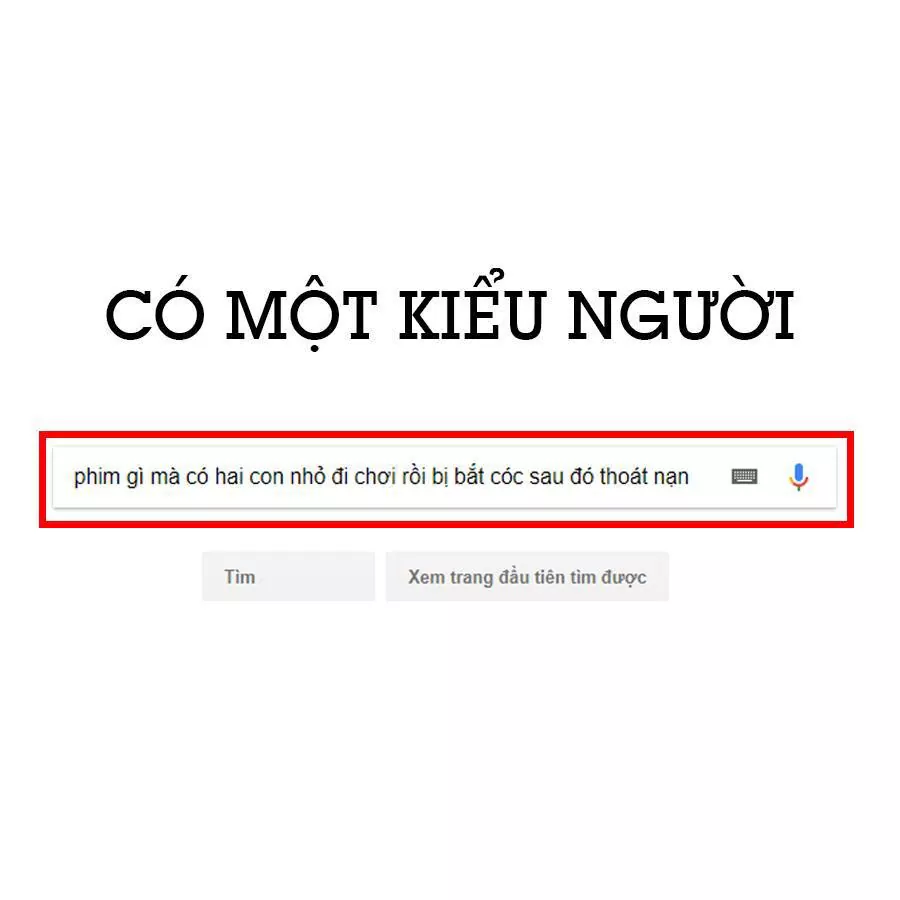 CÓ MỘT KIỂU NGƯỜI
phim gì mà có hai con nhỏ đi chơi rồi bị bắt cóc sau đó thoát nạn
Tìm
Xem trang đầu tiên tìm được